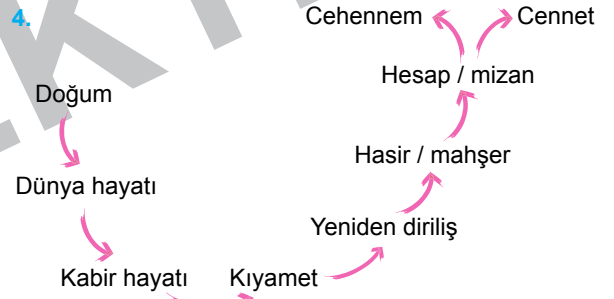 4.
Cehennem
Cennet
Hesap / mizan
Doğum
Hasir / mahşer
Dünya hayatı
Yeniden diriliş
Kabir hayatı
Kıyamet